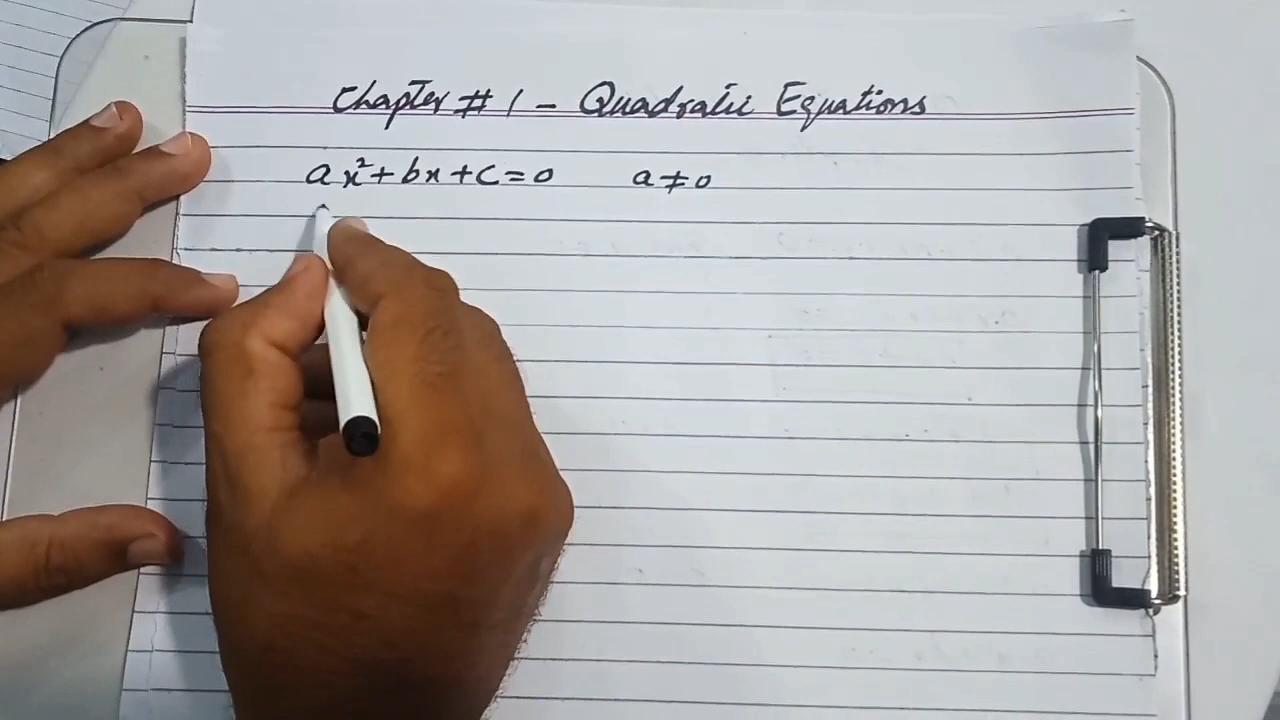 Chapter # 1 - Quadratic Equations
ax² + bx + c = 0 a ≠ 0